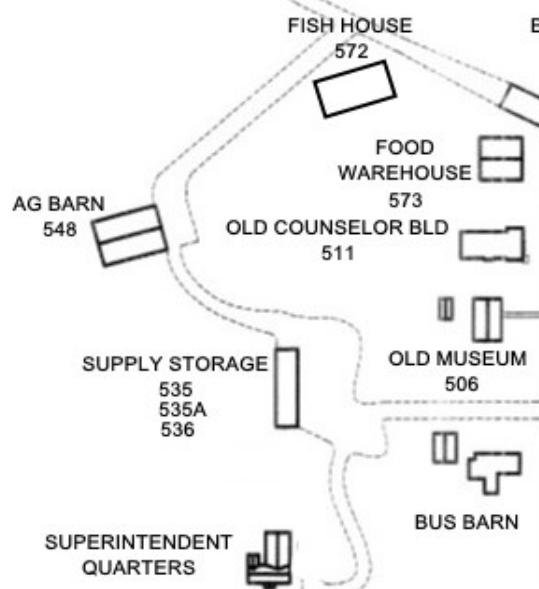 FISH HOUSE
572
FOOD
WAREHOUSE
573
AG BARN
548
OLD COUNSELOR BLD
511
OLD MUSEUM
506
SUPPLY STORAGE
535
535A
536
BUS BARN
SUPERINTENDENT
QUARTERS